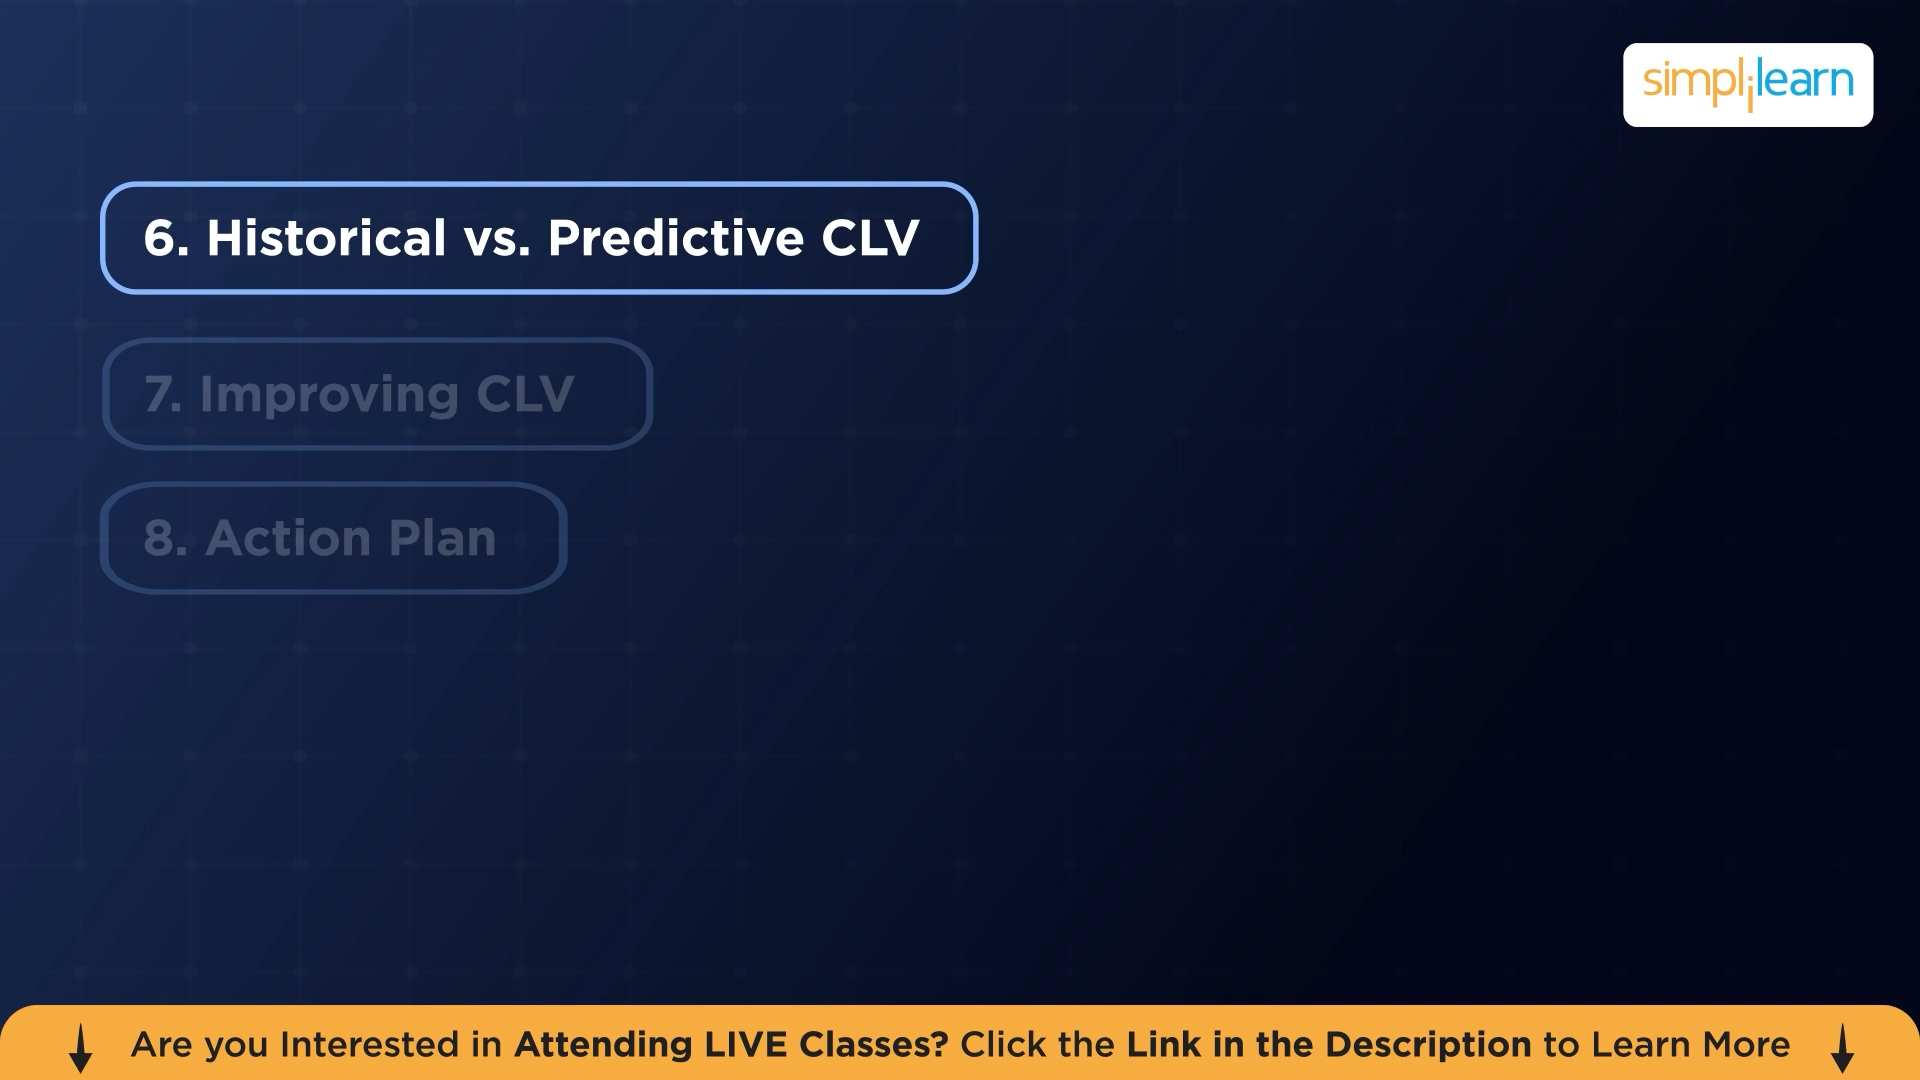 simplilearn
6. Historical vs. Predictive CLV
7. Improving CLV
8. Action Plan
Are you Interested in Attending LIVE Classes? Click the Link in the Description to Learn More